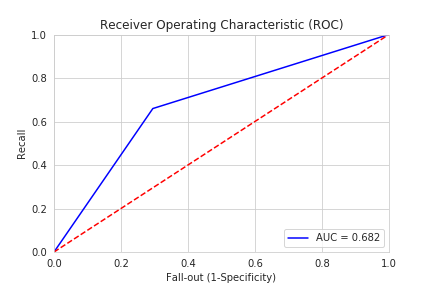 Receiver Operating Characteristic (ROC)
1.0
0.8
0.6
0.4
0.2
0.0
Recall
AUC = 0.682
0.0 0.2 0.4 0.6 0.8 1.0
Fall-out (1-Specificity)